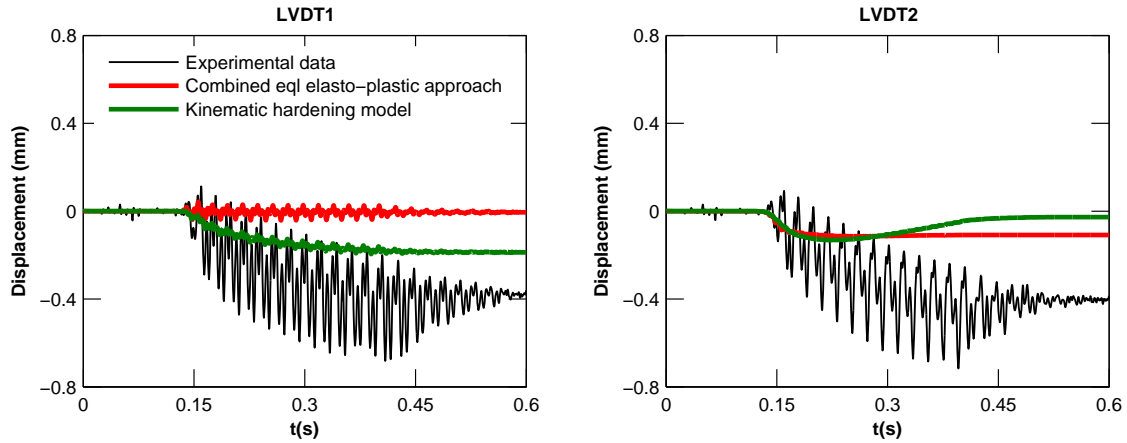 LVDT1
0.8
0.4
0
−0.4
−0.8
Displacement (mm)
Experimental data
Combined eql elasto−plastic approach
Kinematic hardening model
0
0.15
0.3
0.45
0.6
t(s)
LVDT2
0.8
0.4
0
−0.4
−0.8
Displacement (mm)
0
0.15
0.3
0.45
0.6
t(s)